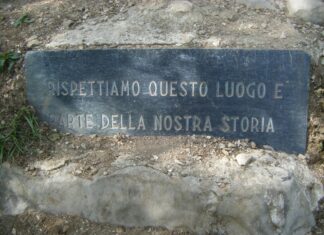 RISPETTIAMO QUESTO LUOGO E
PARTE DELLA NOSTRA STORIA